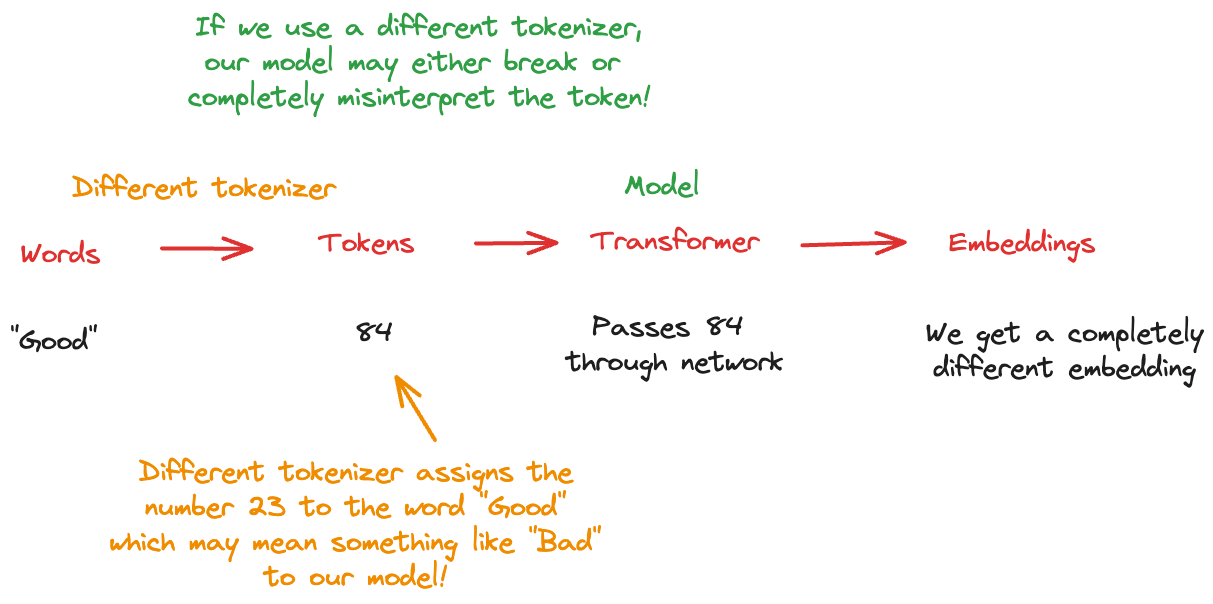 If we use a different tokenizer,
our model may either break or
completely misinterpret the token!
Different tokenizer
Model
Words
Tokens
Transformer
Embeddings
"Good"
84
Passes 84
through network
We get a completely
different embedding
Different tokenizer assigns the
number 23 to the word "Good"
which may mean something like "Bad"
to our model!